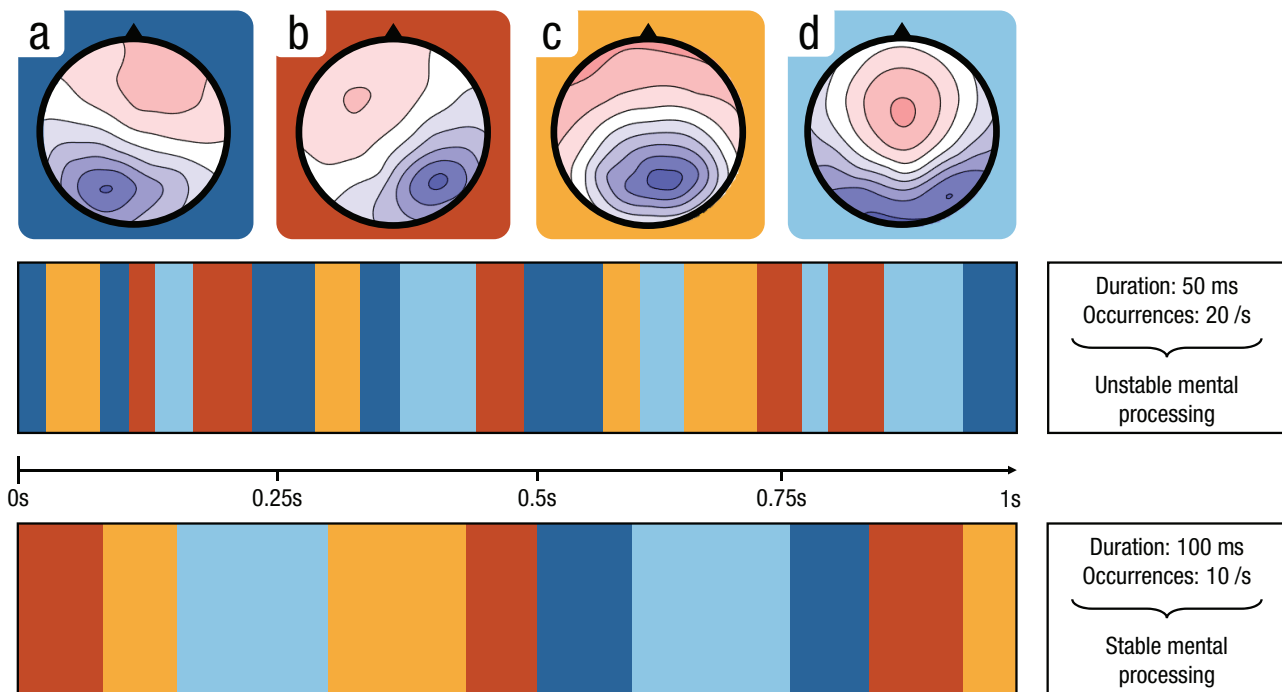 a
b
c
d
Duration: 50 ms
Occurrences: 20 /s
Unstable mental
processing
0s
0.25s
0.5s
0.75s
1s
Duration: 100 ms
Occurrences: 10 /s
Stable mental
processing